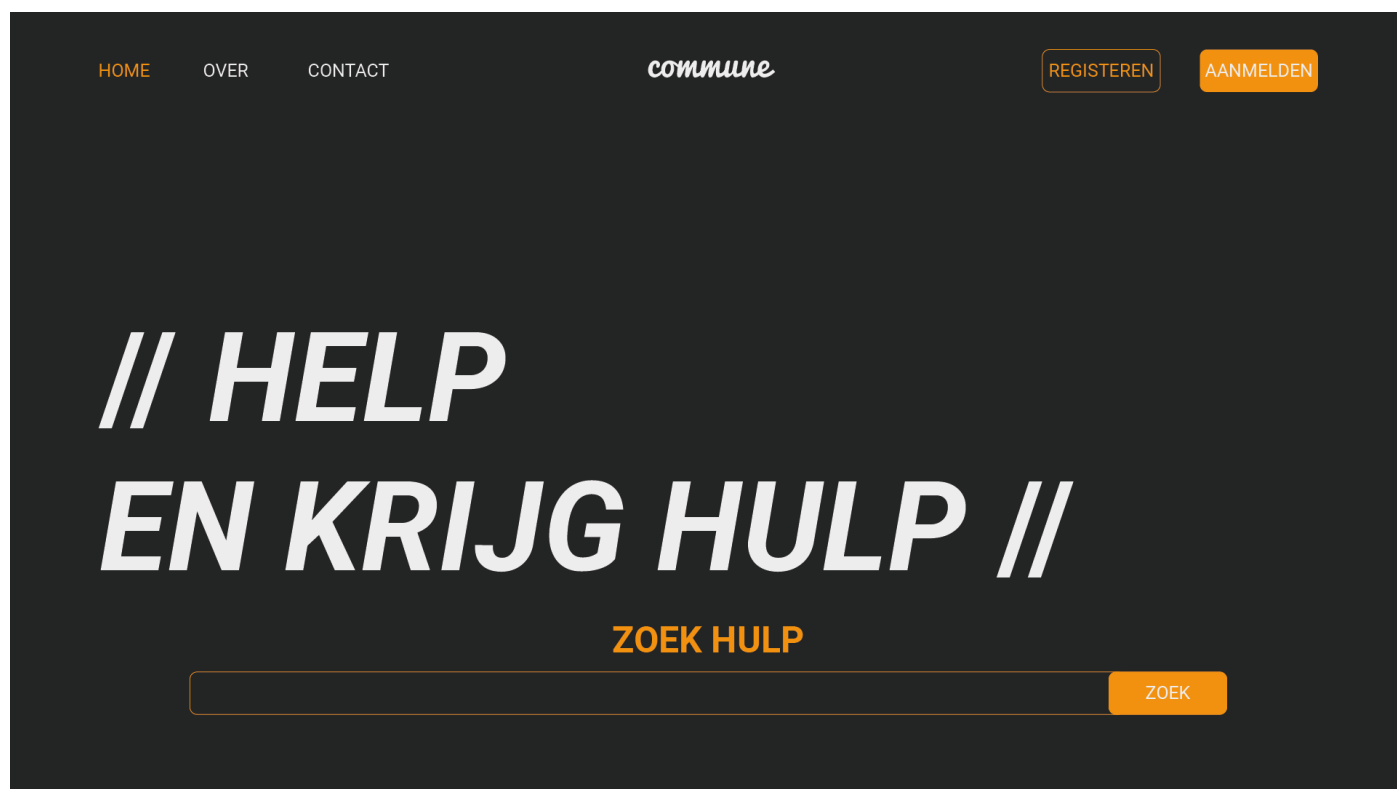 HOME OVER CONTACT commune REGISTEREN AANMELDEN
// HELP
EN KRIJG HULP //
ZOEK HULP
ZOEK